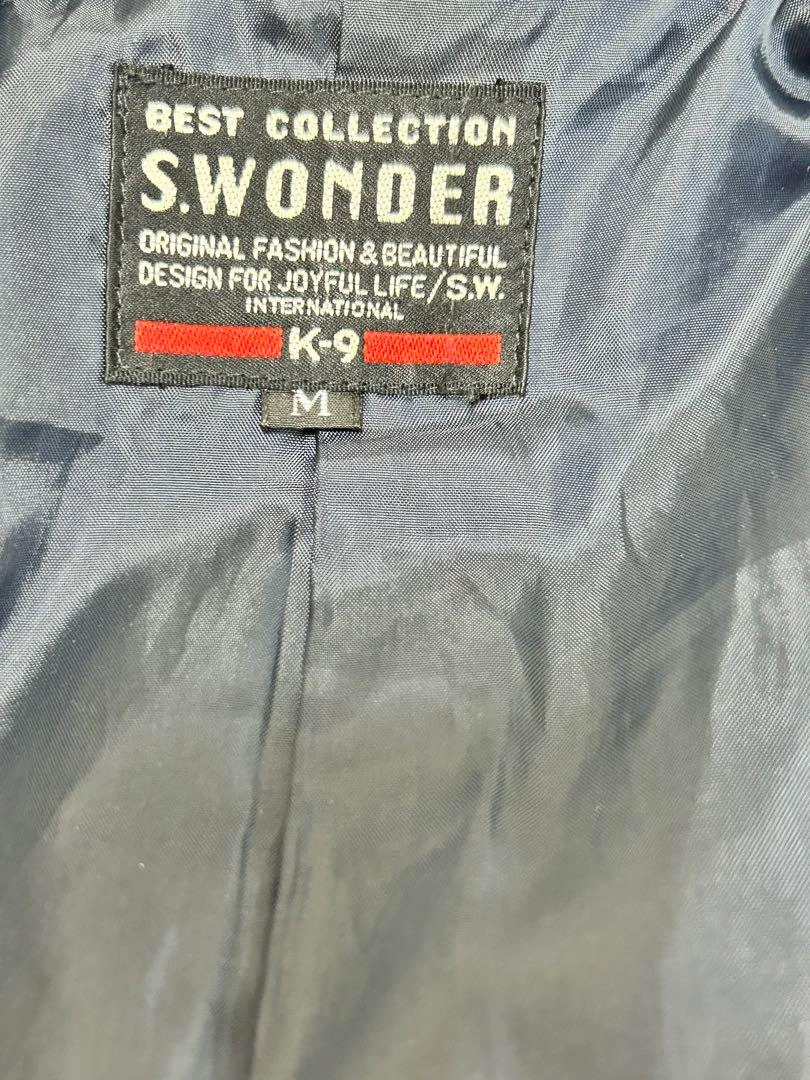 BEST COLLECTION
S.WONDER
ORIGINAL FASHION & BEAUTIFUL
DESIGN FOR JOYFUL LIFE/S.W.
INTERNATIONAL
K-9
M